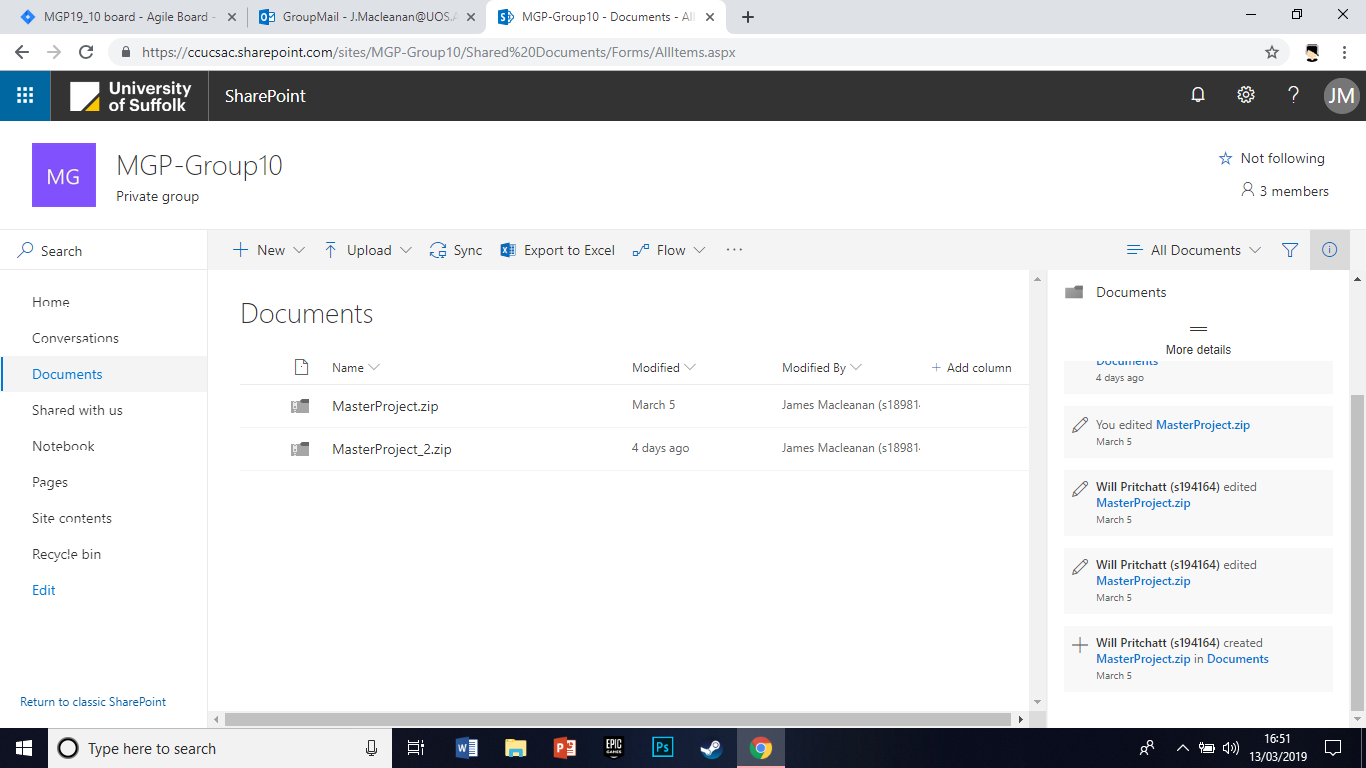 MGP19_10 board - Agile Board -
GroupMail - J.Macleanan@UOS.A
MGP-Group10 - Documents - All
https://ccucsac.sharepoint.com/sites/MGP-Group10/Shared%20Documents/Forms/AllItems.aspx
University of Suffolk
SharePoint
JM
MG
MGP-Group10
Private group
Not following
3 members
Search
New
Upload
Sync
Export to Excel
Flow
All Documents
Home
Conversations
Documents
Shared with us
Notebook
Pages
Site contents
Recycle bin
Edit
Return to classic SharePoint
Documents
Name Modified Modified By Add column
MasterProject.zip March 5 James Macleanan (s18981
MasterProject_2.zip 4 days ago James Macleanan (s18981
Documents
More details
Documents
4 days ago
You edited MasterProject.zip
March 5
Will Pritchatt (s194164) edited
MasterProject.zip
March 5
Will Pritchatt (s194164) edited
MasterProject.zip
March 5
Will Pritchatt (s194164) created
MasterProject.zip in Documents
March 5
Type here to search
EPIC GAMES
Ps
16:51
13/03/2019